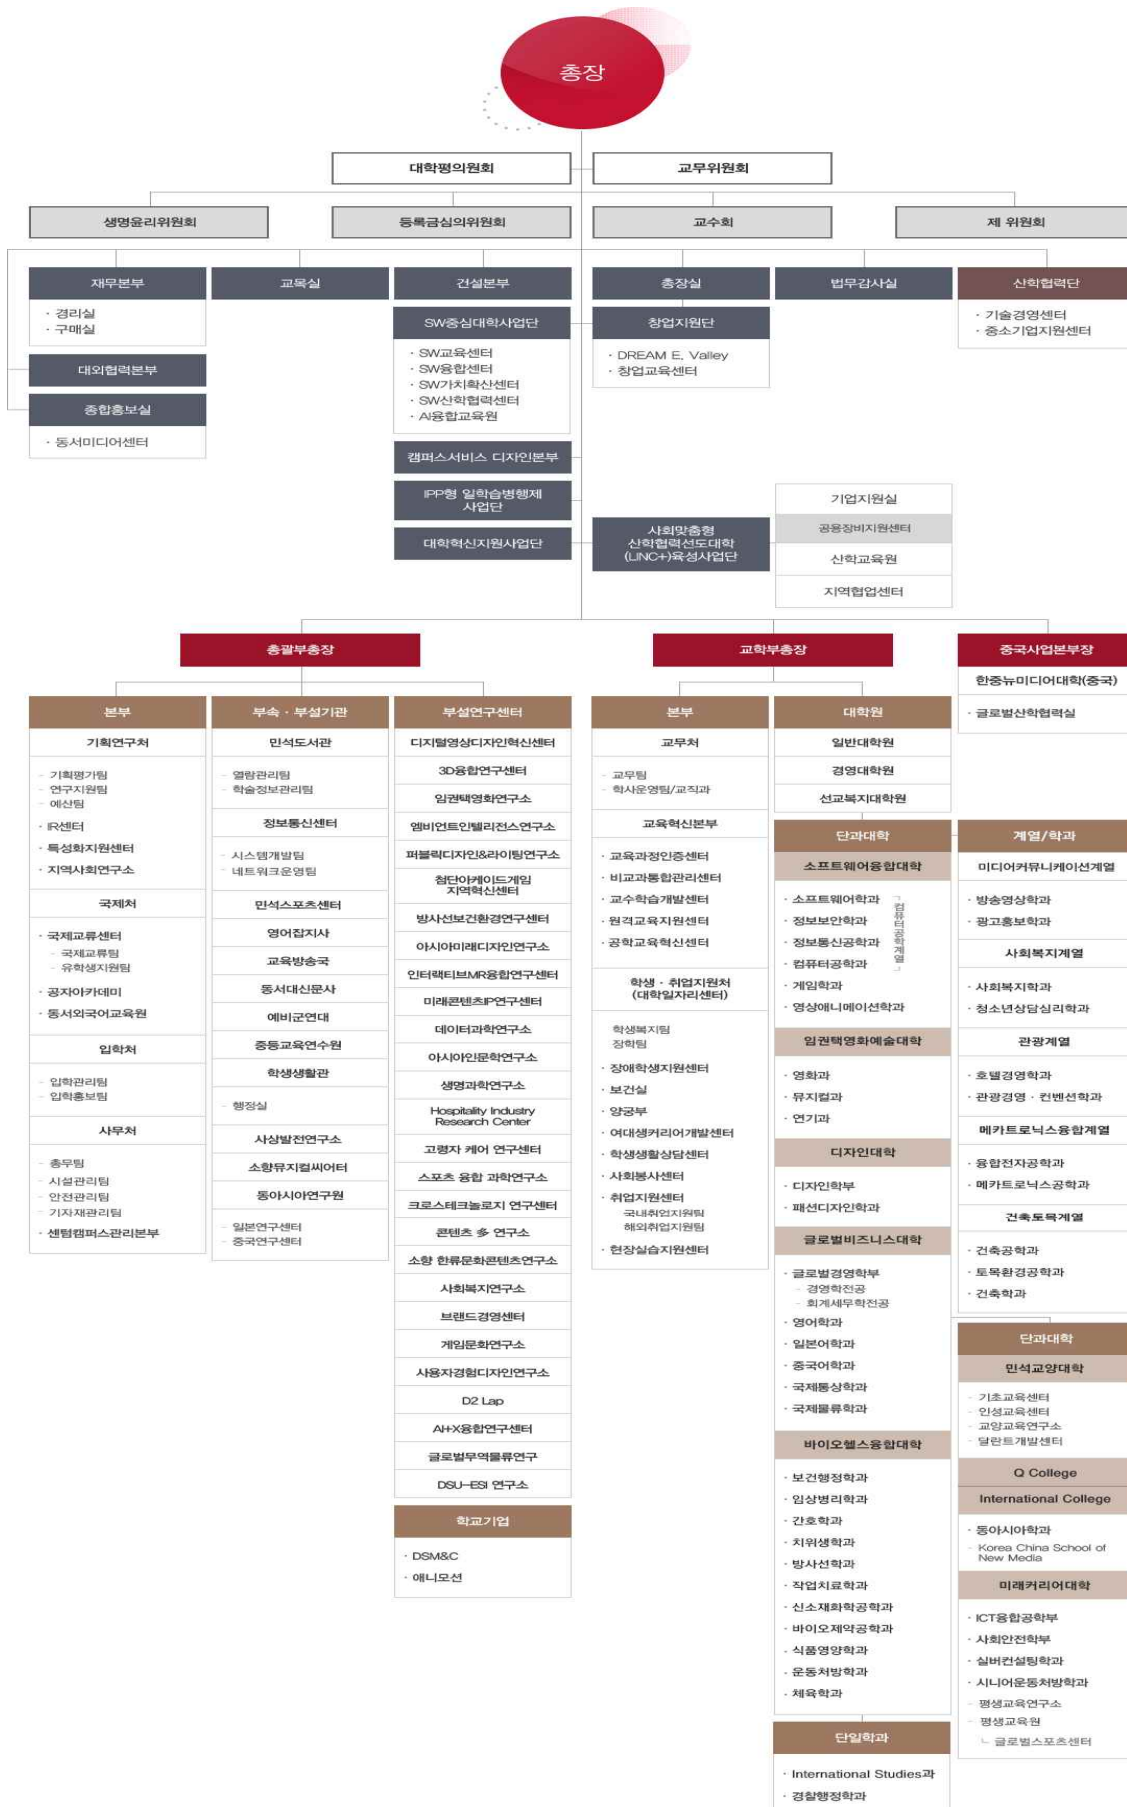 총장
대학평의원회
교무위원회
생명윤리위원회
등록금심의위원회
교수회
제 위원회
재무본부
· 경리실
· 구매실
대외협력본부
종합홍보실
· 동서미디어센터
교목실
건설본부
SW중심대학사업단
· SW교육센터
· SW융합센터
· SW가치확산센터
· SW산학협력센터
· AI융합교육원
캠퍼스서비스 디자인본부
IPP형 일학습병행제
사업단
대학혁신지원사업단
총장실
창업지원단
· DREAM E, Valley
· 창업교육센터
사회맞춤형
산학협력선도대학
(LINC+)육성사업단
법무감사실
산학협력단
· 기술경영센터
· 중소기업지원센터
기업지원실
공용장비지원센터
산학교육원
지역협업센터
총괄부총장
본부
기획연구처
- 기획평가팀
- 연구지원팀
- 예산팀
· IR센터
· 특성화지원센터
· 지역사회연구소
국제처
· 국제교류센터
- 국제교류팀
- 유학생지원팀
· 공자아카데미
· 동서외국어교육원
입학처
- 입학관리팀
- 입학홍보팀
사무처
- 총무팀
- 시설관리팀
- 안전관리팀
- 기자재관리팀
· 센텀캠퍼스관리본부
부속 · 부설기관
민석도서관
- 열람관리팀
- 학술정보관리팀
정보통신센터
- 시스템개발팀
- 네트워크운영팀
민석스포츠센터
영어잡지사
교육방송국
동서대신문사
예비군연대
중등교육연수원
학생생활관
- 행정실
사상발전연구소
소향뮤지컬씨어터
동아시아연구원
- 일본연구센터
- 중국연구센터
부설연구센터
디지털영상디자인혁신센터
3D융합연구센터
임권택영화연구소
엠비언트인텔리전스연구소
퍼블릭디자인&라이팅연구소
첨단아케이드게임
지역혁신센터
방사선보건환경연구센터
아시아미래디자인연구소
인터랙티브MR융합연구센터
미래콘텐츠IP연구센터
데이터과학연구소
아시아인문학연구소
생명과학연구소
Hospitality Industry
Research Center
고령자 케어 연구센터
스포츠 융합 과학연구소
크로스테크놀로지 연구센터
콘텐츠 多 연구소
소향 한류문화콘텐츠연구소
사회복지연구소
브랜드경영센터
게임문화연구소
사용자경험디자인연구소
D2 Lap
AI+X융합연구센터
글로벌무역물류연구
DSU-ESI 연구소
학교기업
· DSM&C
· 애니모션
교학부총장
본부
교무처
- 교무팀
- 학사운영팀/교직과
교육혁신본부
· 교육과정인증센터
· 비교과통합관리센터
· 교수학습개발센터
· 원격교육지원센터
· 공학교육혁신센터
학생 · 취업지원처
(대학일자리센터)
학생복지팀
장학팀
· 장애학생지원센터
· 보건실
· 양궁부
· 여대생커리어개발센터
· 학생생활상담센터
· 사회봉사센터
· 취업지원센터
국내취업지원팀
해외취업지원팀
· 현장실습지원센터
대학원
일반대학원
경영대학원
선교복지대학원
단과대학
소프트웨어융합대학
· 소프트웨어학과
· 정보보안학과
· 정보통신공학과
· 컴퓨터공학과
「컴퓨터공학계열」
· 게임학과
· 영상애니메이션학과
임권택영화예술대학
· 영화과
· 뮤지컬과
· 연기과
디자인대학
· 디자인학부
· 패션디자인학과
글로벌비즈니스대학
· 글로벌경영학부
- 경영학전공
- 회계세무학전공
· 영어학과
· 일본어학과
· 중국어학과
· 국제통상학과
· 국제물류학과
바이오헬스융합대학
· 보건행정학과
· 임상병리학과
· 간호학과
· 치위생학과
· 방사선학과
· 작업치료학과
· 신소재화학공학과
· 바이오제약공학과
· 식품영양학과
· 운동처방학과
· 체육학과
단일학과
· International Studies과
· 경찰행정학과
중국사업본부장
한중뉴미디어대학(중국)
· 글로벌산학협력실
계열/학과
미디어커뮤니케이션계열
· 방송영상학과
· 광고홍보학과
사회복지계열
· 사회복지학과
· 청소년상담심리학과
관광계열
· 호텔경영학과
· 관광경영 · 컨벤션학과
메카트로닉스융합계열
· 융합전자공학과
· 메카트로닉스공학과
건축토목계열
· 건축공학과
· 토목환경공학과
· 건축학과
단과대학
민석교양대학
- 기초교육센터
- 인성교육센터
- 교양교육연구소
- 달란트개발센터
Q College
International College
· 동아시아학과
- Korea China School of
New Media
미래커리어대학
· ICT융합공학부
· 사회안전학부
· 실버컨설팅학과
· 시니어운동처방학과
- 평생교육연구소
- 평생교육원
ㄴ 글로벌스포츠센터